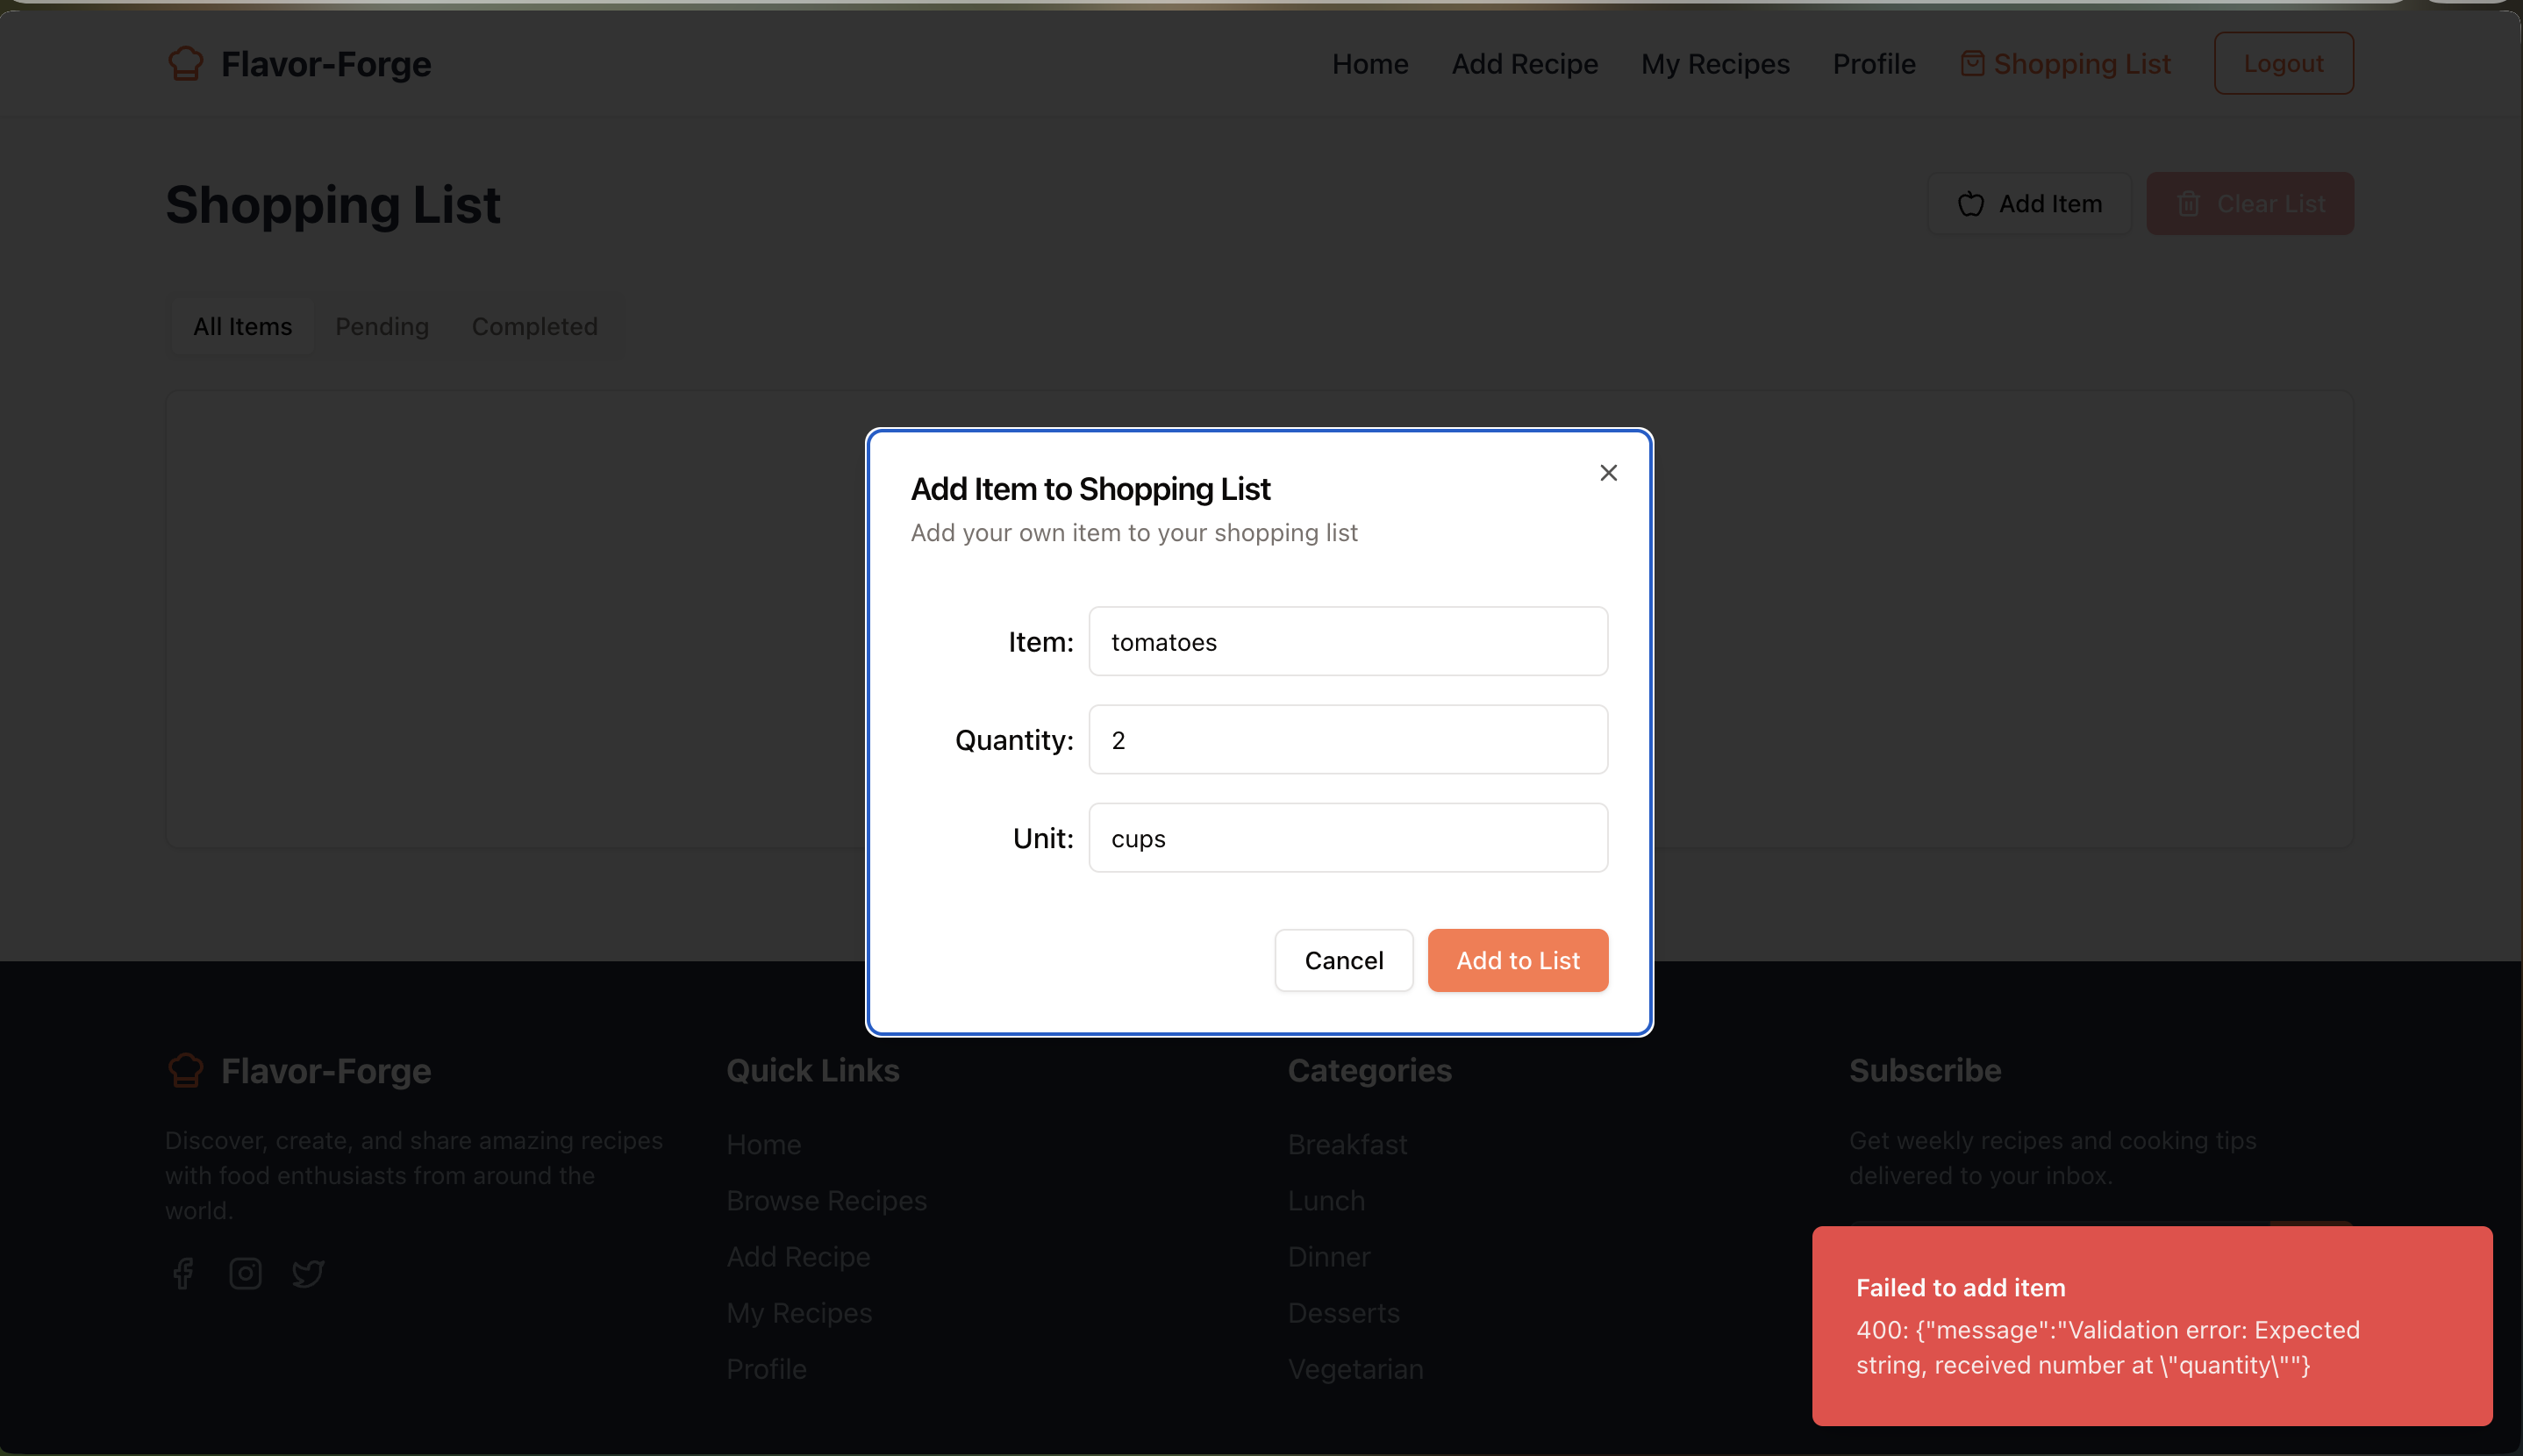 Flavor-Forge
Home
Add Recipe
My Recipes
Profile
Shopping List
Logout
Shopping List
Add Item
Clear List
All Items
Pending
Completed
Add Item to Shopping List
Add your own item to your shopping list
Item:
tomatoes
Quantity:
2
Unit:
cups
Cancel
Add to List
Flavor-Forge
Discover, create, and share amazing recipes
with food enthusiasts from around the
world.
Quick Links
Home
Browse Recipes
Add Recipe
My Recipes
Profile
Categories
Breakfast
Lunch
Dinner
Desserts
Vegetarian
Subscribe
Get weekly recipes and cooking tips
delivered to your inbox.
Failed to add item
400: {"message":"Validation error: Expected
string, received number at \"quantity\""}